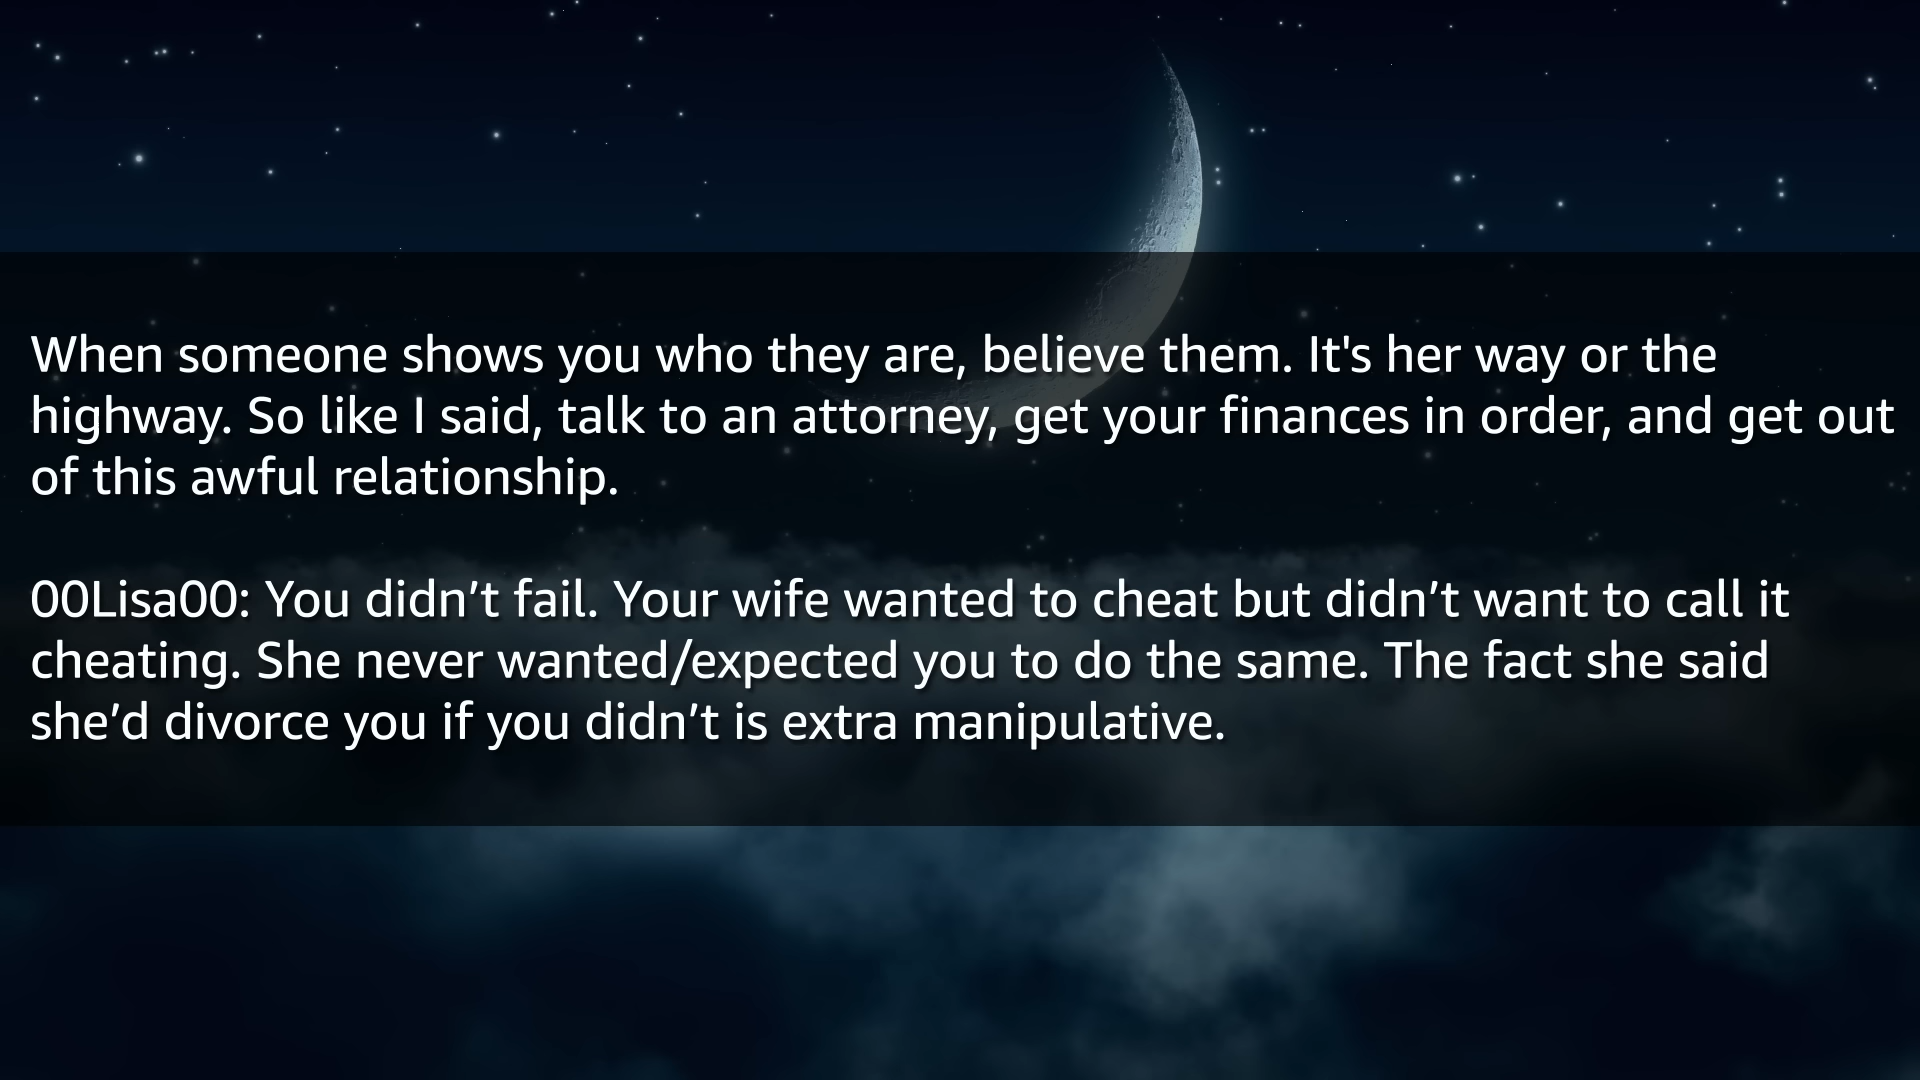 When someone shows you who they are, believe them. It's her way or the
highway. So like I said, talk to an attorney, get your finances in order, and get out
of this awful relationship.
00Lisa00: You didn’t fail. Your wife wanted to cheat but didn’t want to call it
cheating. She never wanted/expected you to do the same. The fact she said
she’d divorce you if you didn’t is extra manipulative.